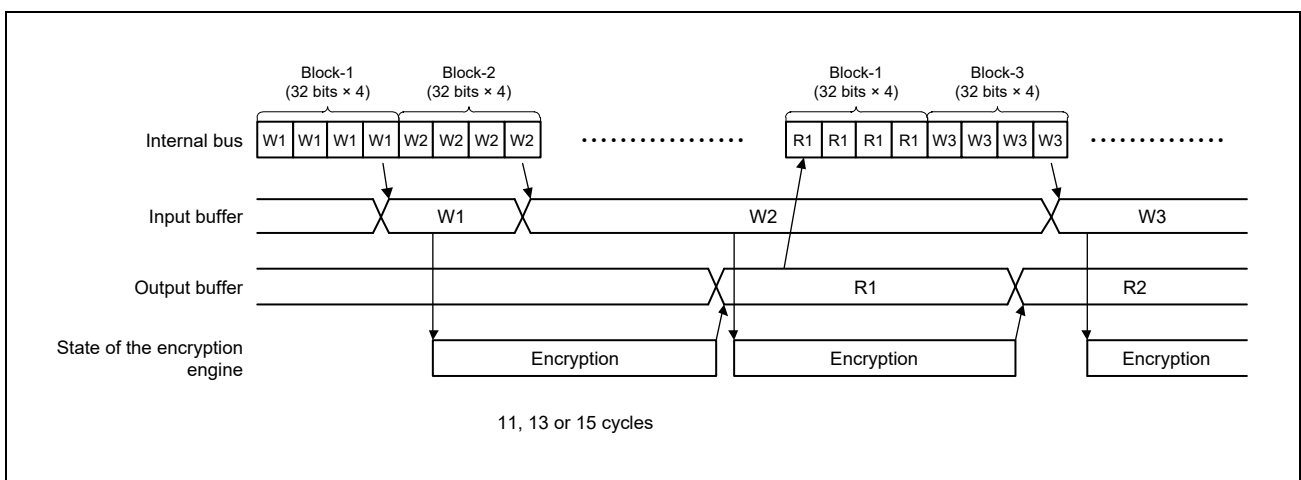 Block-1
(32 bits × 4)
Block-2
(32 bits × 4)
Block-1
(32 bits × 4)
Block-3
(32 bits × 4)
Internal bus W1 W1 W1 W1 W2 W2 W2 W2 ................. R1 R1 R1 R1 W3 W3 W3 W3 ..............
Input buffer W1 W2 W3
Output buffer R1 R2
State of the encryption
engine
Encryption Encryption Encryption
11, 13 or 15 cycles